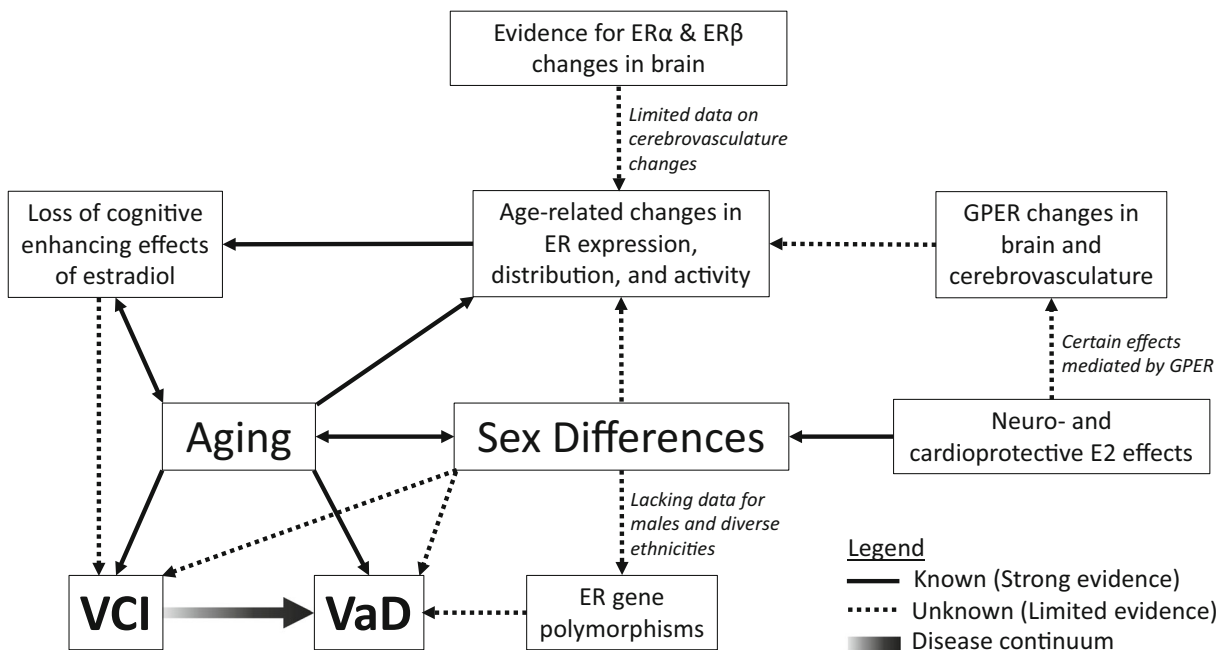 Evidence for ERα & ERβ
changes in brain
Limited data on
cerebrovasculature
changes
Loss of cognitive
enhancing effects
of estradiol
Age-related changes in
ER expression,
distribution, and activity
GPER changes in
brain and
cerebrovasculature
Certain effects
mediated by GPER
Aging
Sex Differences
Neuro- and
cardioprotective E2 effects
Lacking data for
males and diverse
ethnicities
VCI
VaD
ER gene
polymorphisms
Legend
Known (Strong evidence)
Unknown (Limited evidence)
Disease continuum